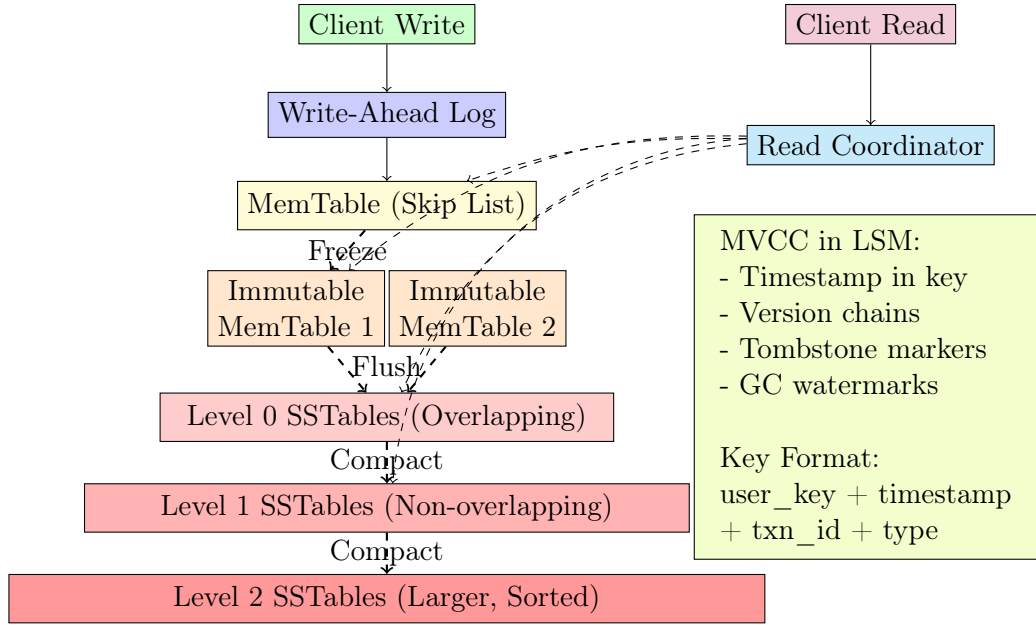 Client Write
Client Read
Write-Ahead Log
Read Coordinator
MemTable (Skip List)
Freeze
Immutable
MemTable 1
Immutable
MemTable 2
Flush
Level 0 SSTables (Overlapping)
Compact
Level 1 SSTables (Non-overlapping)
Compact
Level 2 SSTables (Larger, Sorted)
MVCC in LSM:
- Timestamp in key
- Version chains
- Tombstone markers
- GC watermarks
Key Format:
user_key + timestamp
+ txn_id + type